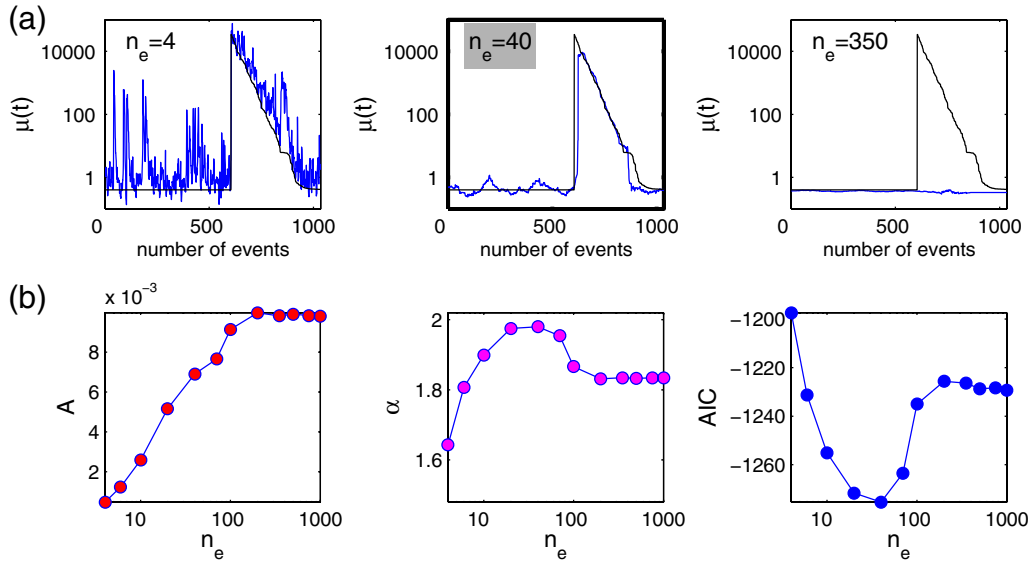 (a)
n_e=4
n_e=40
n_e=350
μ(t)
10000
100
1
0
500
1000
number of events
μ(t)
10000
100
1
0
500
1000
number of events
μ(t)
10000
100
1
0
500
1000
number of events
(b)
x 10^-3
A
8
6
4
2
10
100
1000
n_e
α
2
1.8
1.6
10
100
1000
n_e
AIC
−1200
−1220
−1240
−1260
10
100
1000
n_e